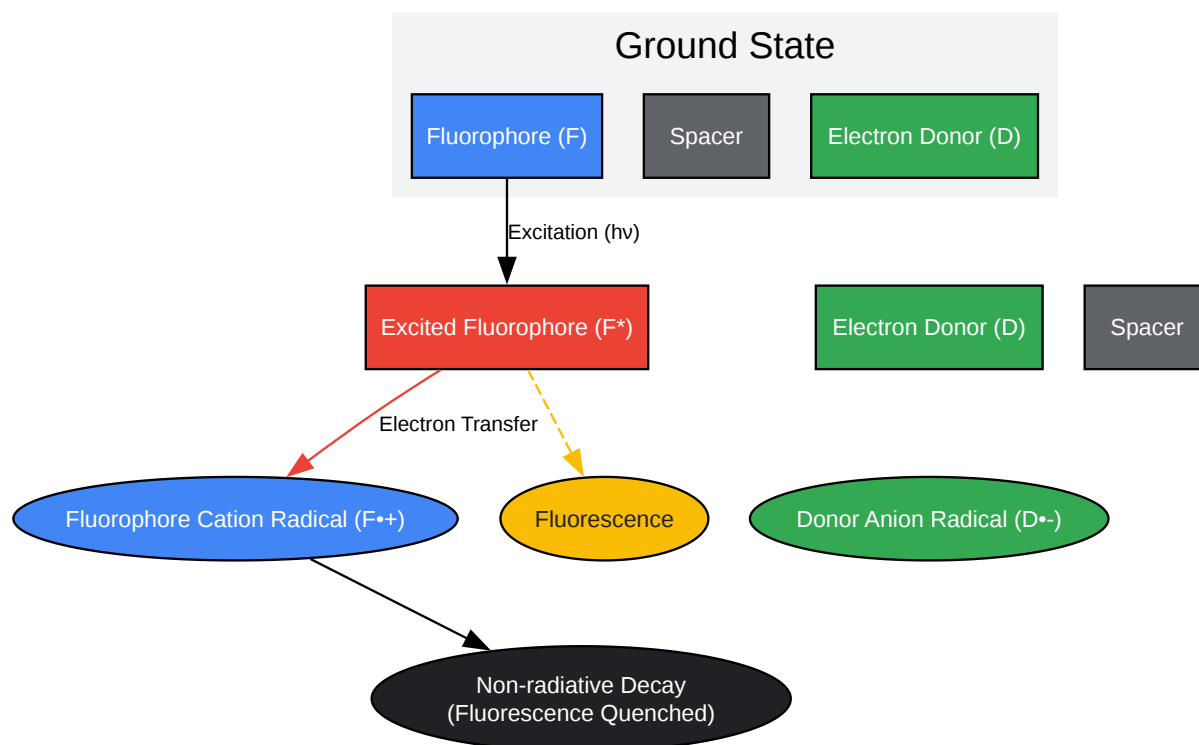 Ground State
Fluorophore (F)
Spacer
Electron Donor (D)
Excitation (hν)
Excited Fluorophore (F*)
Electron Donor (D)
Spacer
Electron Transfer
Fluorophore Cation Radical (F•+)
Fluorescence
Donor Anion Radical (D•-)
Non-radiative Decay
(Fluorescence Quenched)